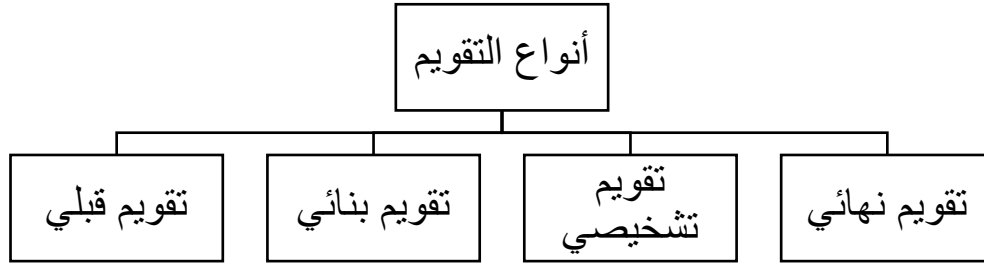 أنواع التقويم
تقويم نهائي
تقويم
تشخيصي
تقويم بنائي
تقويم قبلي